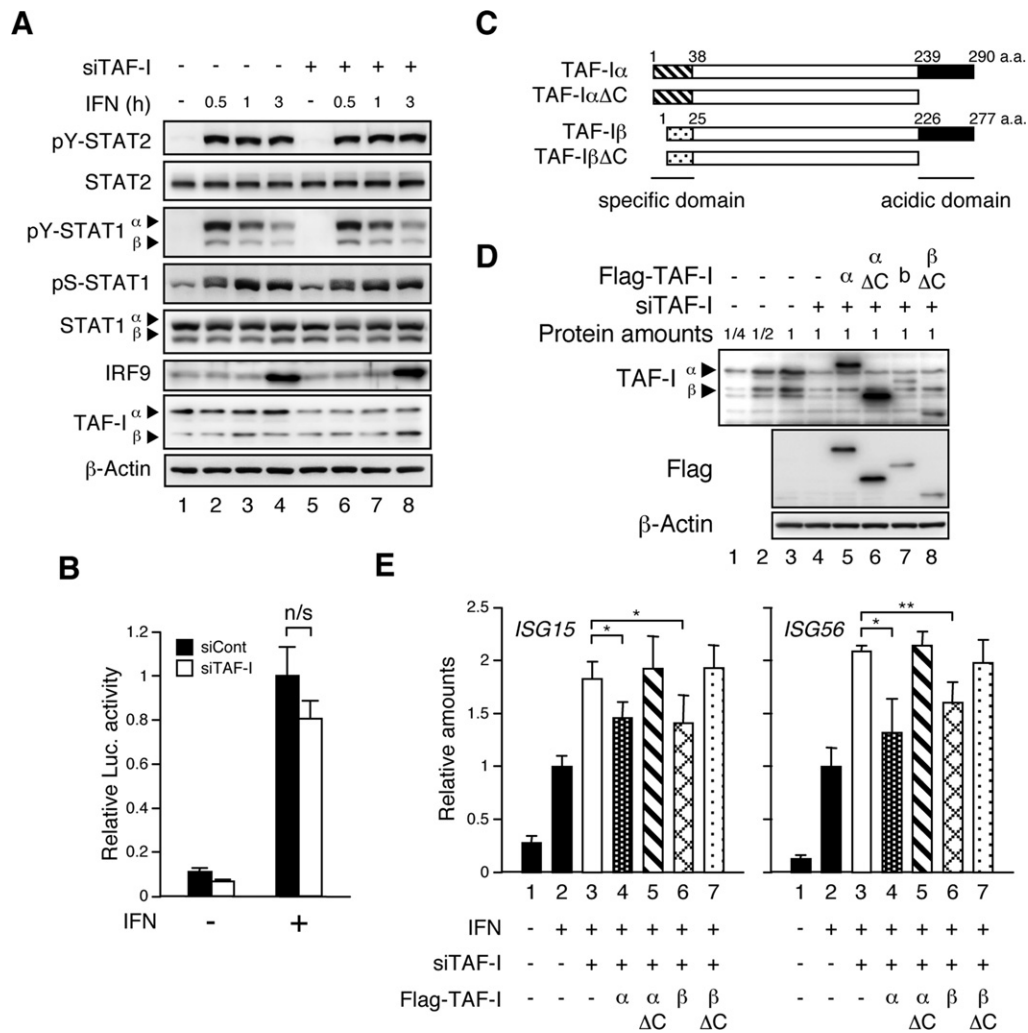 A
siTAF-I - - - - + + + +
IFN (h) - 0.5 1 3 - 0.5 1 3
pY-STAT2
STAT2
pY-STAT1 α
β
pS-STAT1
STAT1 α
β
IRF9
TAF-I α
β
β-Actin
1 2 3 4 5 6 7 8
B
n/s
siCont
siTAF-I
Relative Luc. activity
1.2
1
0.8
0.6
0.4
0.2
0
IFN - +
C
1 38 239 290 a.a.
TAF-Iα
TAF-IαΔC
1 25 226 277 a.a.
TAF-Iβ
TAF-IβΔC
specific domain acidic domain
D
Flag-TAF-I - - - - α α ΔC b β ΔC
siTAF-I - - - + + + + +
Protein amounts 1/4 1/2 1 1 1 1 1 1
TAF-I α
β
Flag
β-Actin
1 2 3 4 5 6 7 8
E
Relative amounts
2.5
2
1.5
1
0.5
0
ISG15
*
*
1 2 3 4 5 6 7
ISG56
**
*
1 2 3 4 5 6 7
IFN - + + + + + + - + + + + + +
siTAF-I - - + + + + + - - + + + + +
Flag-TAF-I - - - α α ΔC β β ΔC - - - α α ΔC β β ΔC